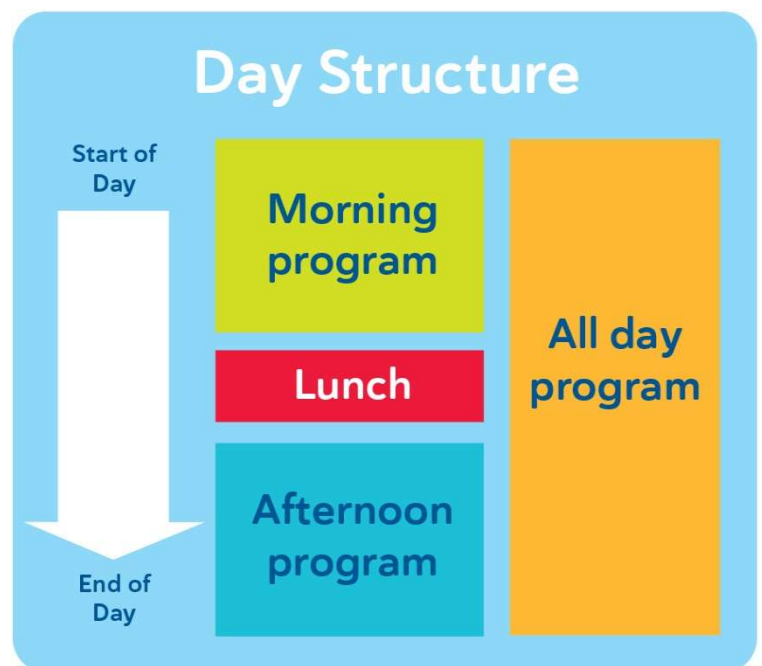 Day Structure
Start of
Day
Morning
program
Lunch
Afternoon
program
All day
program
End of
Day